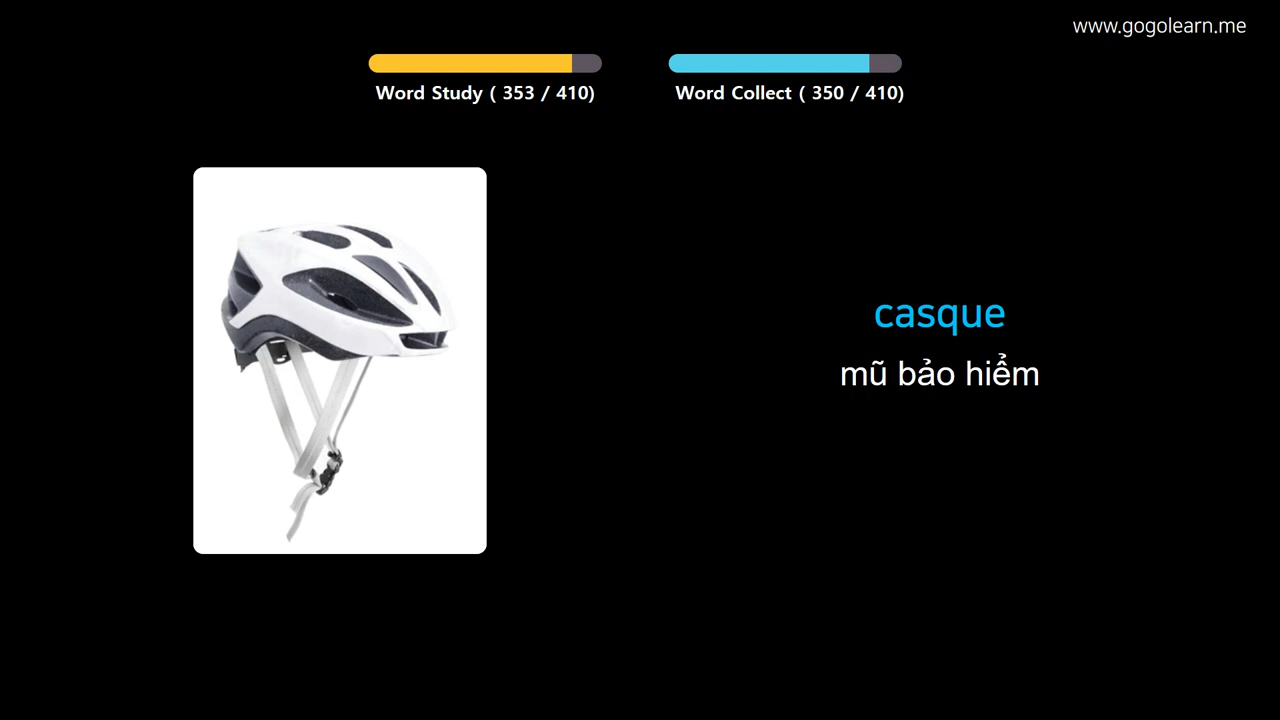 www.gogolearn.me
Word Study ( 353 / 410)
Word Collect ( 350 / 410)
casque
mũ bảo hiểm